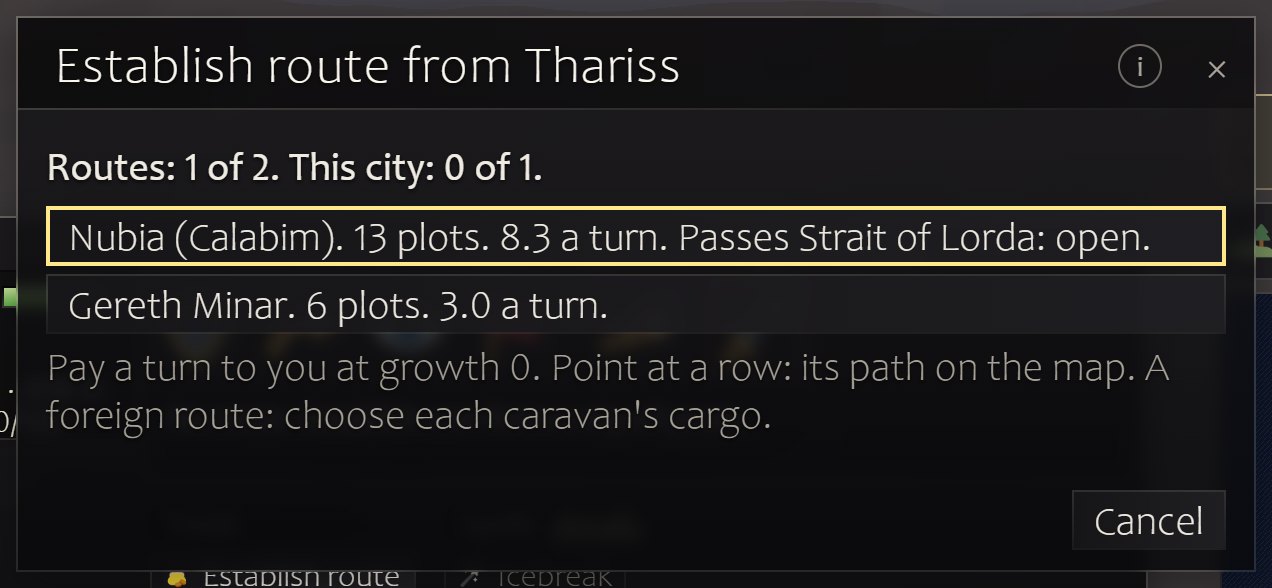 Establish route from Thariss
i
×
Routes: 1 of 2. This city: 0 of 1.
Nubia (Calabim). 13 plots. 8.3 a turn. Passes Strait of Lorda: open.
Gereth Minar. 6 plots. 3.0 a turn.
Pay a turn to you at growth 0. Point at a row: its path on the map. A
foreign route: choose each caravan's cargo.
0/
Cancel
Establish route
Icebreak